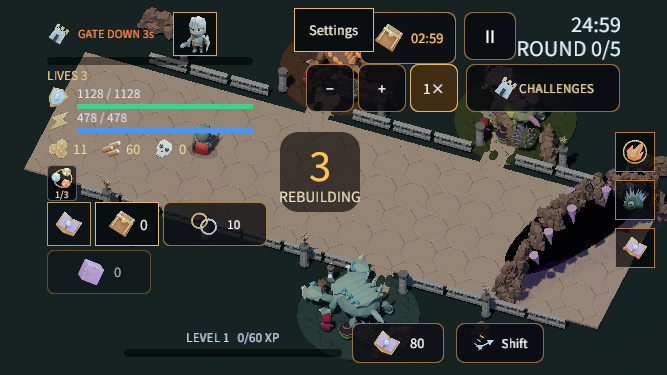 GATE DOWN 3s
Settings
02:59
24:59
ROUND 0/5
LIVES 3
1128 / 1128
478 / 478
11
60
0
1×
CHALLENGES
3
REBUILDING
1/3
0
10
0
LEVEL 1 0/60 XP
80
Shift